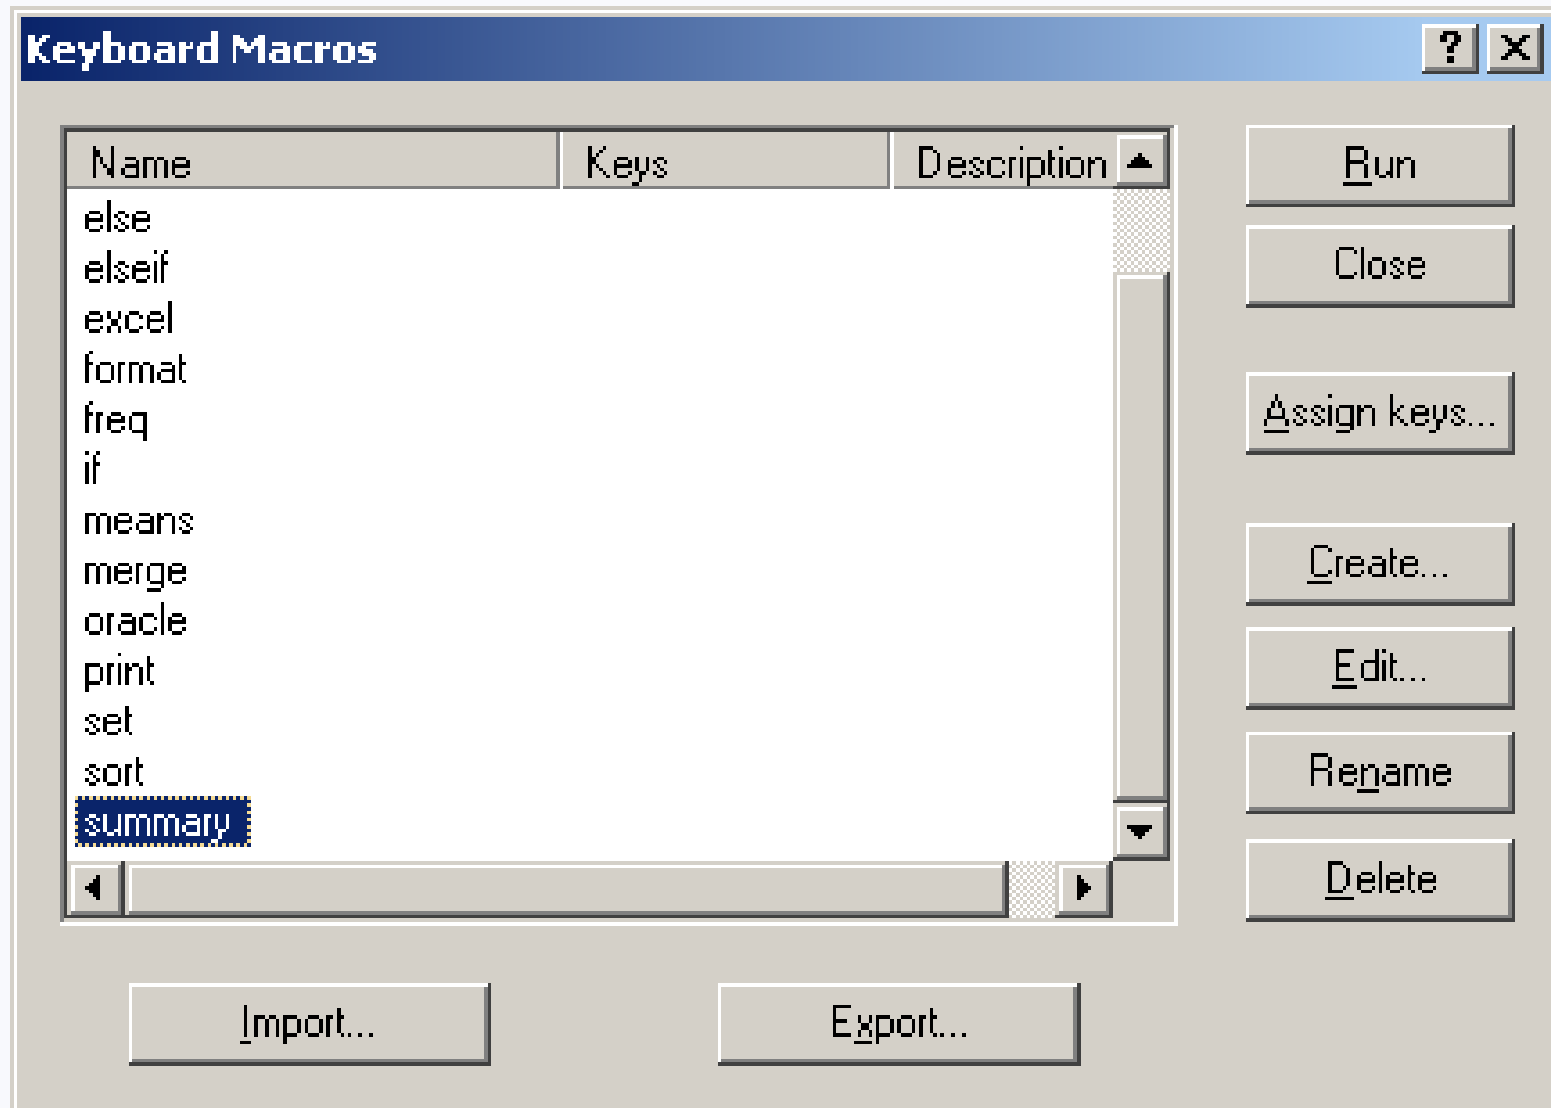 Keyboard Macros ? X
Name Keys Description
else
elseif
excel
format
freq
if
means
merge
oracle
print
set
sort
summary
Run
Close
Assign keys...
Create...
Edit...
Rename
Delete
Import... Export...